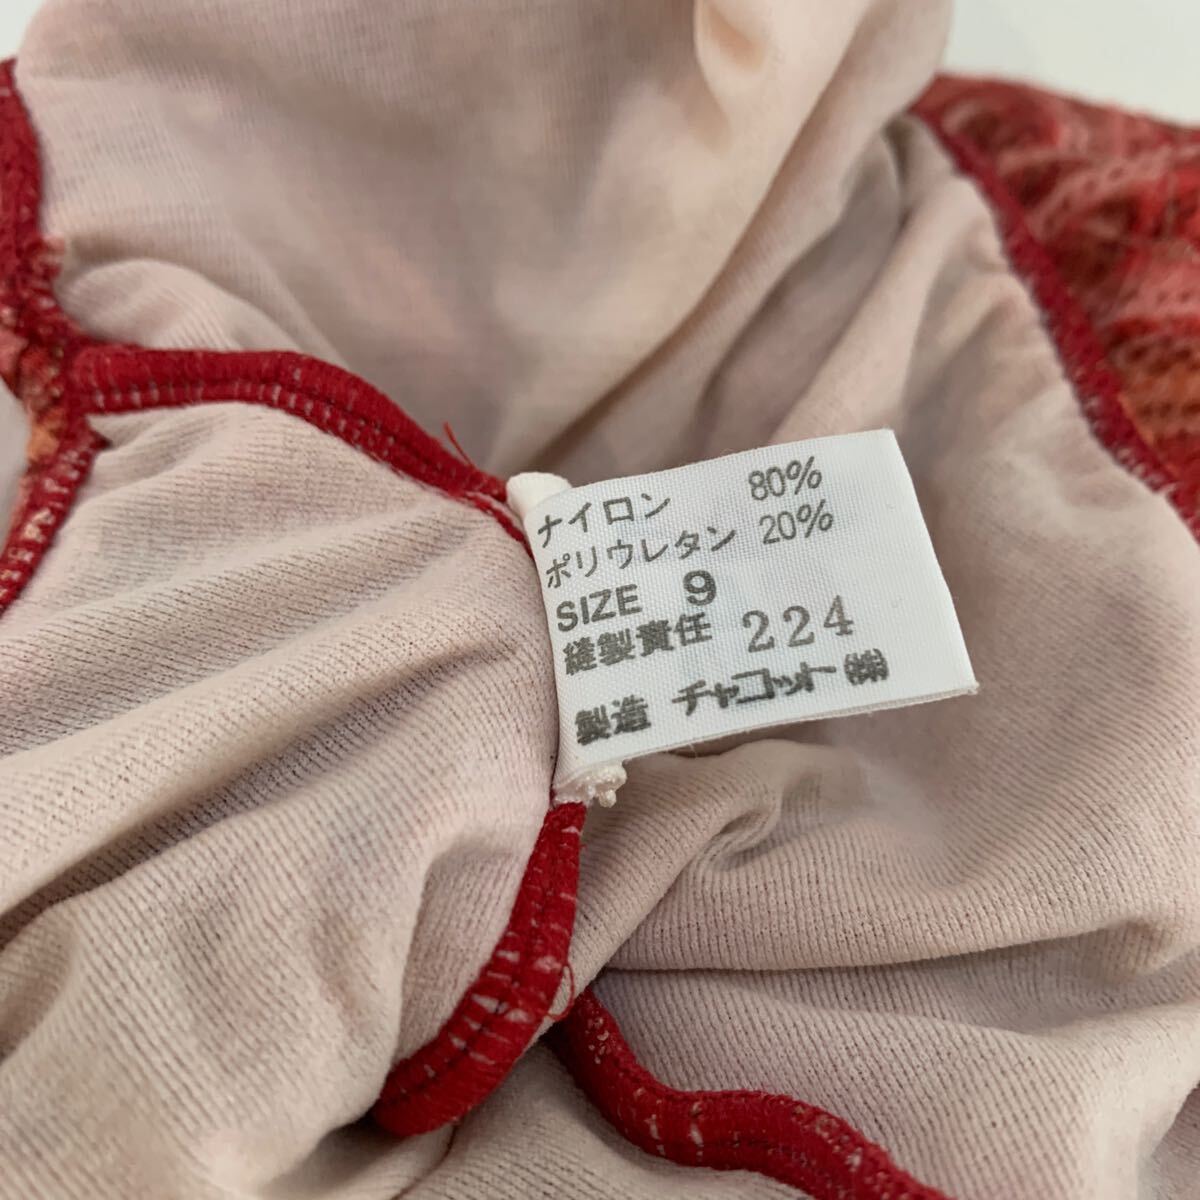 ナイロン 80%
ポリウレタン 20%
SIZE 9
縫製責任 224
製造 チャコット㈱